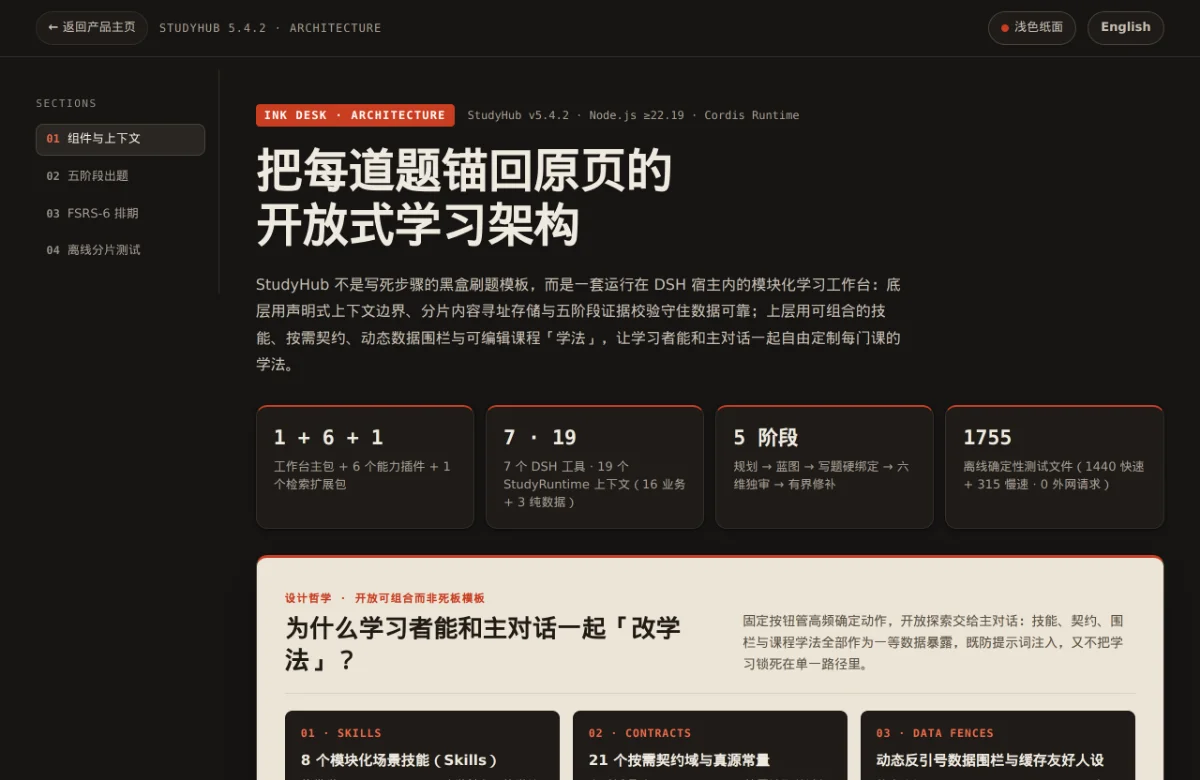 ← 返回产品主页
STUDYHUB 5.4.2 · ARCHITECTURE
浅色纸面
English
SECTIONS
01 组件与上下文
02 五阶段出题
03 FSRS-6 排期
04 离线分片测试
INK DESK · ARCHITECTURE
StudyHub v5.4.2 · Node.js ≥22.19 · Cordis Runtime
把每道题锚回原页的
开放式学习架构
StudyHub 不是写死步骤的黑盒刷题模板，而是一套运行在 DSH 宿主内的模块化学习工作台：底
层用声明式上下文边界、分片内容寻址存储与五阶段证据校验守住数据可靠；上层用可组合的技
能、按需契约、动态数据围栏与可编辑课程「学法」，让学习者能和主对话一起自由定制每门课的
学法。
1 + 6 + 1
工作台主包 + 6 个能力插件 + 1
个检索扩展包
7 · 19
7 个 DSH 工具 · 19 个
StudyRuntime 上下文（16 业务
+ 3 纯数据）
5 阶段
规划 → 蓝图 → 写题硬绑定 → 六
维独审 → 有界修补
1755
离线确定性测试文件（1440 快速
+ 315 慢速 · 0 外网请求）
设计哲学 · 开放可组合而非死板模板
为什么学习者能和主对话一起「改学
法」？
固定按钮管高频确定动作，开放探索交给主对话：技能、契约、围
栏与课程学法全部作为一等数据暴露，既防提示词注入，又不把学
习锁死在单一路径里。
01 · SKILLS
8 个模块化场景技能（Skills）
02 · CONTRACTS
21 个按需契约域与真源常量
03 · DATA FENCES
动态反引号数据围栏与缓存友好人设